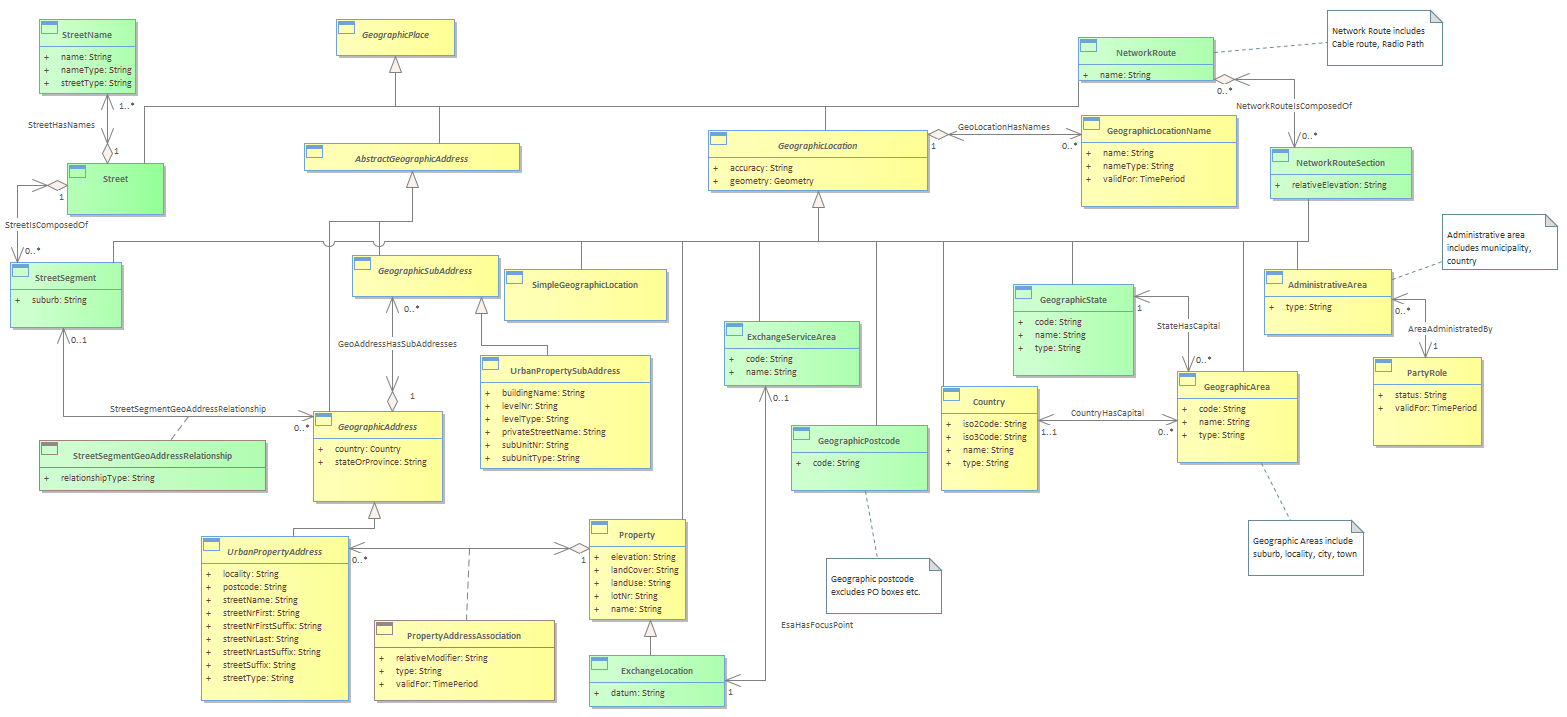 StreetName
+ name: String
+ nameType: String
+ streetType: String
GeographicPlace
NetworkRoute
+ name: String
Network Route includes
Cable route, Radio Path
1..*
StreetHasNames
1
0..*
NetworkRouteIsComposedOf
0..*
Street
1
StreetIsComposedOf
0..*
AbstractGeographicAddress
GeographicLocation
+ accuracy: String
+ geometry: Geometry
GeoLocationHasNames
1
0..*
GeographicLocationName
+ name: String
+ nameType: String
+ validFor: TimePeriod
NetworkRouteSection
+ relativeElevation: String
Administrative area
includes municipality,
country
StreetSegment
+ suburb: String
0..1
GeographicSubAddress
0..*
GeoAddressHasSubAddresses
1
SimpleGeographicLocation
ExchangeServiceArea
+ code: String
+ name: String
0..1
GeographicState
+ code: String
+ name: String
+ type: String
1
StateHasCapital
0..*
AdministrativeArea
+ type: String
0..*
AreaAdministratedBy
1
PartyRole
+ status: String
+ validFor: TimePeriod
UrbanPropertySubAddress
+ buildingName: String
+ levelNr: String
+ levelType: String
+ privateStreetName: String
+ subUnitNr: String
+ subUnitType: String
StreetSegmentGeoAddressRelationship
0..*
GeographicAddress
+ country: Country
+ stateOrProvince: String
StreetSegmentGeoAddressRelationship
+ relationshipType: String
GeographicPostcode
+ code: String
Country
+ iso2Code: String
+ iso3Code: String
+ name: String
+ type: String
CountryHasCapital
1..1
0..*
GeographicArea
+ code: String
+ name: String
+ type: String
UrbanPropertyAddress
+ locality: String
+ postcode: String
+ streetName: String
+ streetNrFirst: String
+ streetNrFirstSuffix: String
+ streetNrLast: String
+ streetNrLastSuffix: String
+ streetSuffix: String
+ streetType: String
0..*
1
Property
+ elevation: String
+ landCover: String
+ landUse: String
+ lotNr: String
+ name: String
Geographic postcode
excludes PO boxes etc.
Geographic Areas include
suburb, locality, city, town
PropertyAddressAssociation
+ relativeModifier: String
+ type: String
+ validFor: TimePeriod
EsaHasFocusPoint
ExchangeLocation
+ datum: String
1